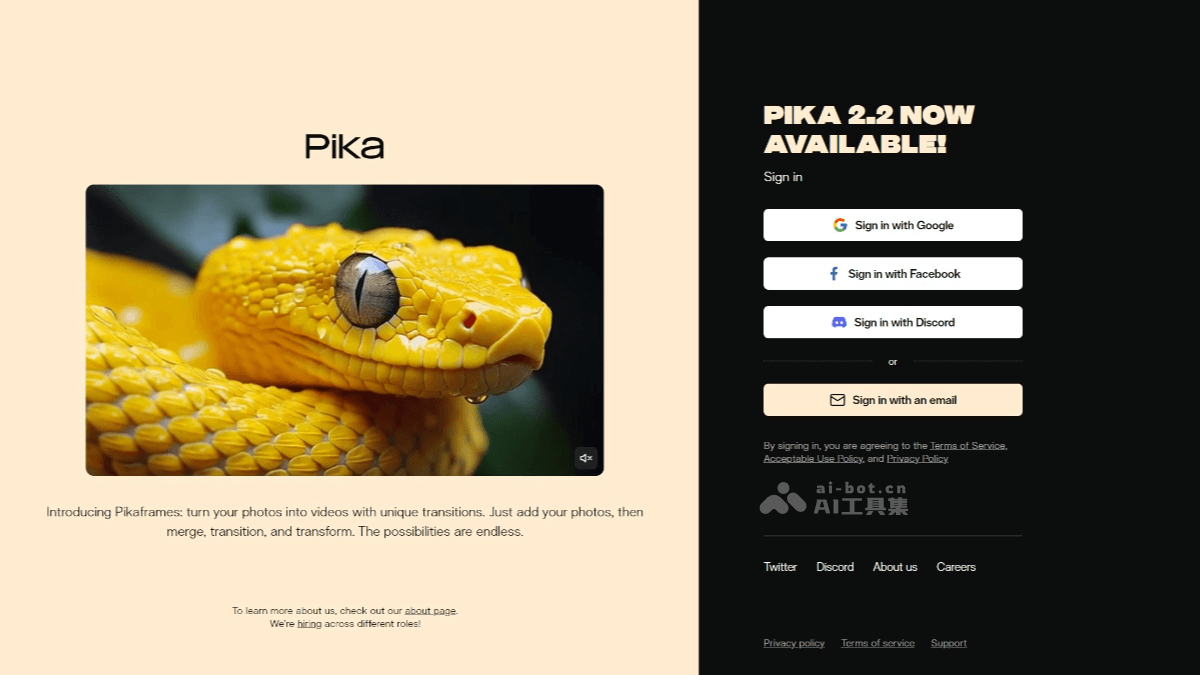 Pika
Introducing Pikaframes: turn your photos into videos with unique transitions. Just add your photos, then
merge, transition, and transform. The possibilities are endless.
To learn more about us, check out our about page.
We're hiring across different roles!
PIKA 2.2 NOW
AVAILABLE!
Sign in
Sign in with Google
Sign in with Facebook
Sign in with Discord
or
Sign in with an email
By signing in, you are agreeing to the Terms of Service,
Acceptable Use Policy, and Privacy Policy
ai-bot.cn
AI工具集
Twitter Discord About us Careers
Privacy policy Terms of service Support